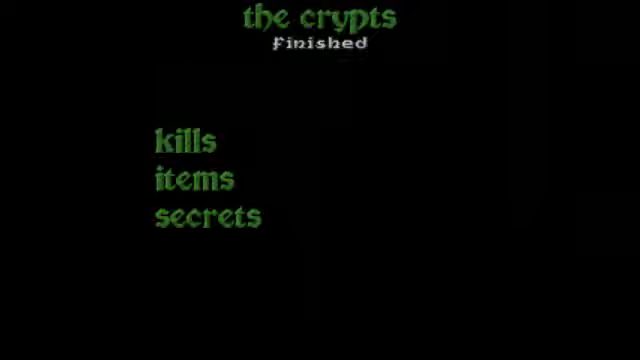 the crypts
Finished
kills
items
secrets